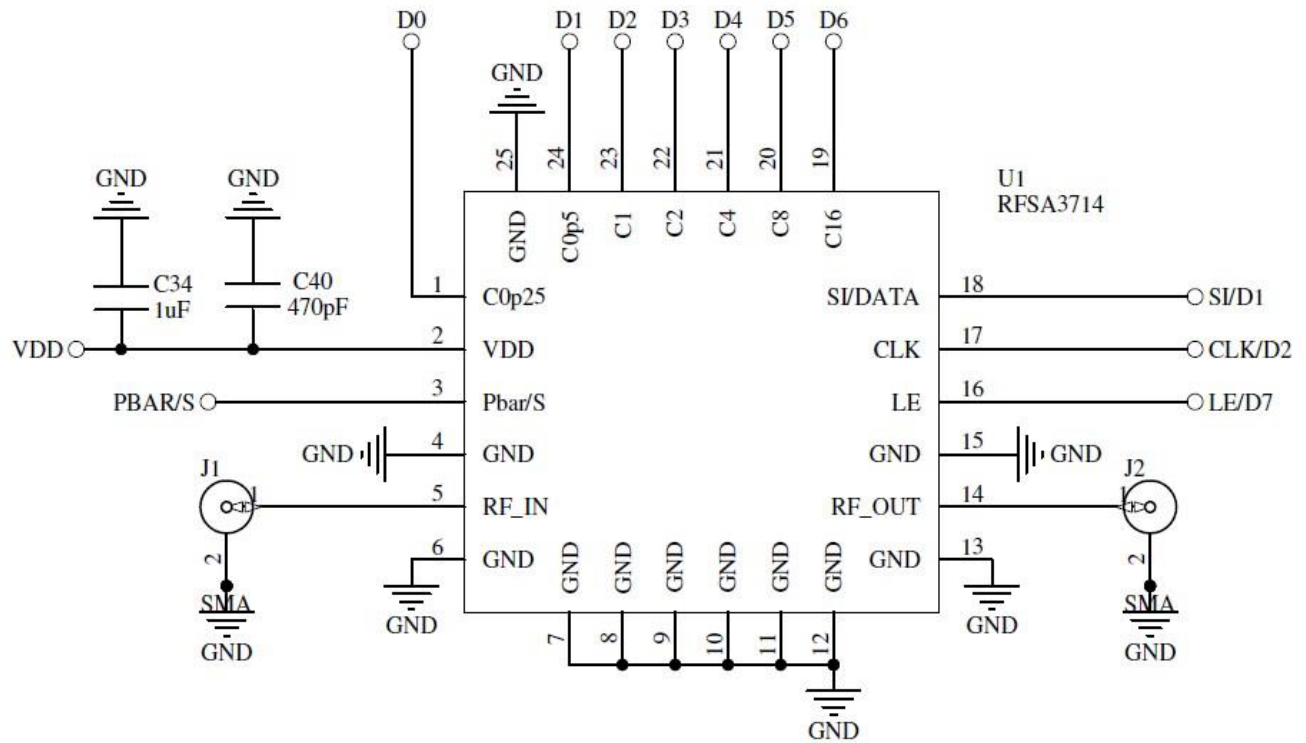 D0 D1 D2 D3 D4 D5 D6
GND
25 24 23 22 21 20 19
GND GND
U1
RFSA3714
GND C0p5 C1 C2 C4 C8 C16
C34
1uF
C40
470pF
1 C0p25 SI/DATA 18 SI/D1
VDD 2 VDD CLK 17 CLK/D2
PBAR/S 3 Pbar/S LE 16 LE/D7
GND 4 GND GND 15 GND
J1 J2
1 5 RF_IN RF_OUT 14 1
6 GND GND GND GND GND GND GND GND 13
2 2
SMA SMA
GND GND GND GND
7 8 9 10 11 12
GND